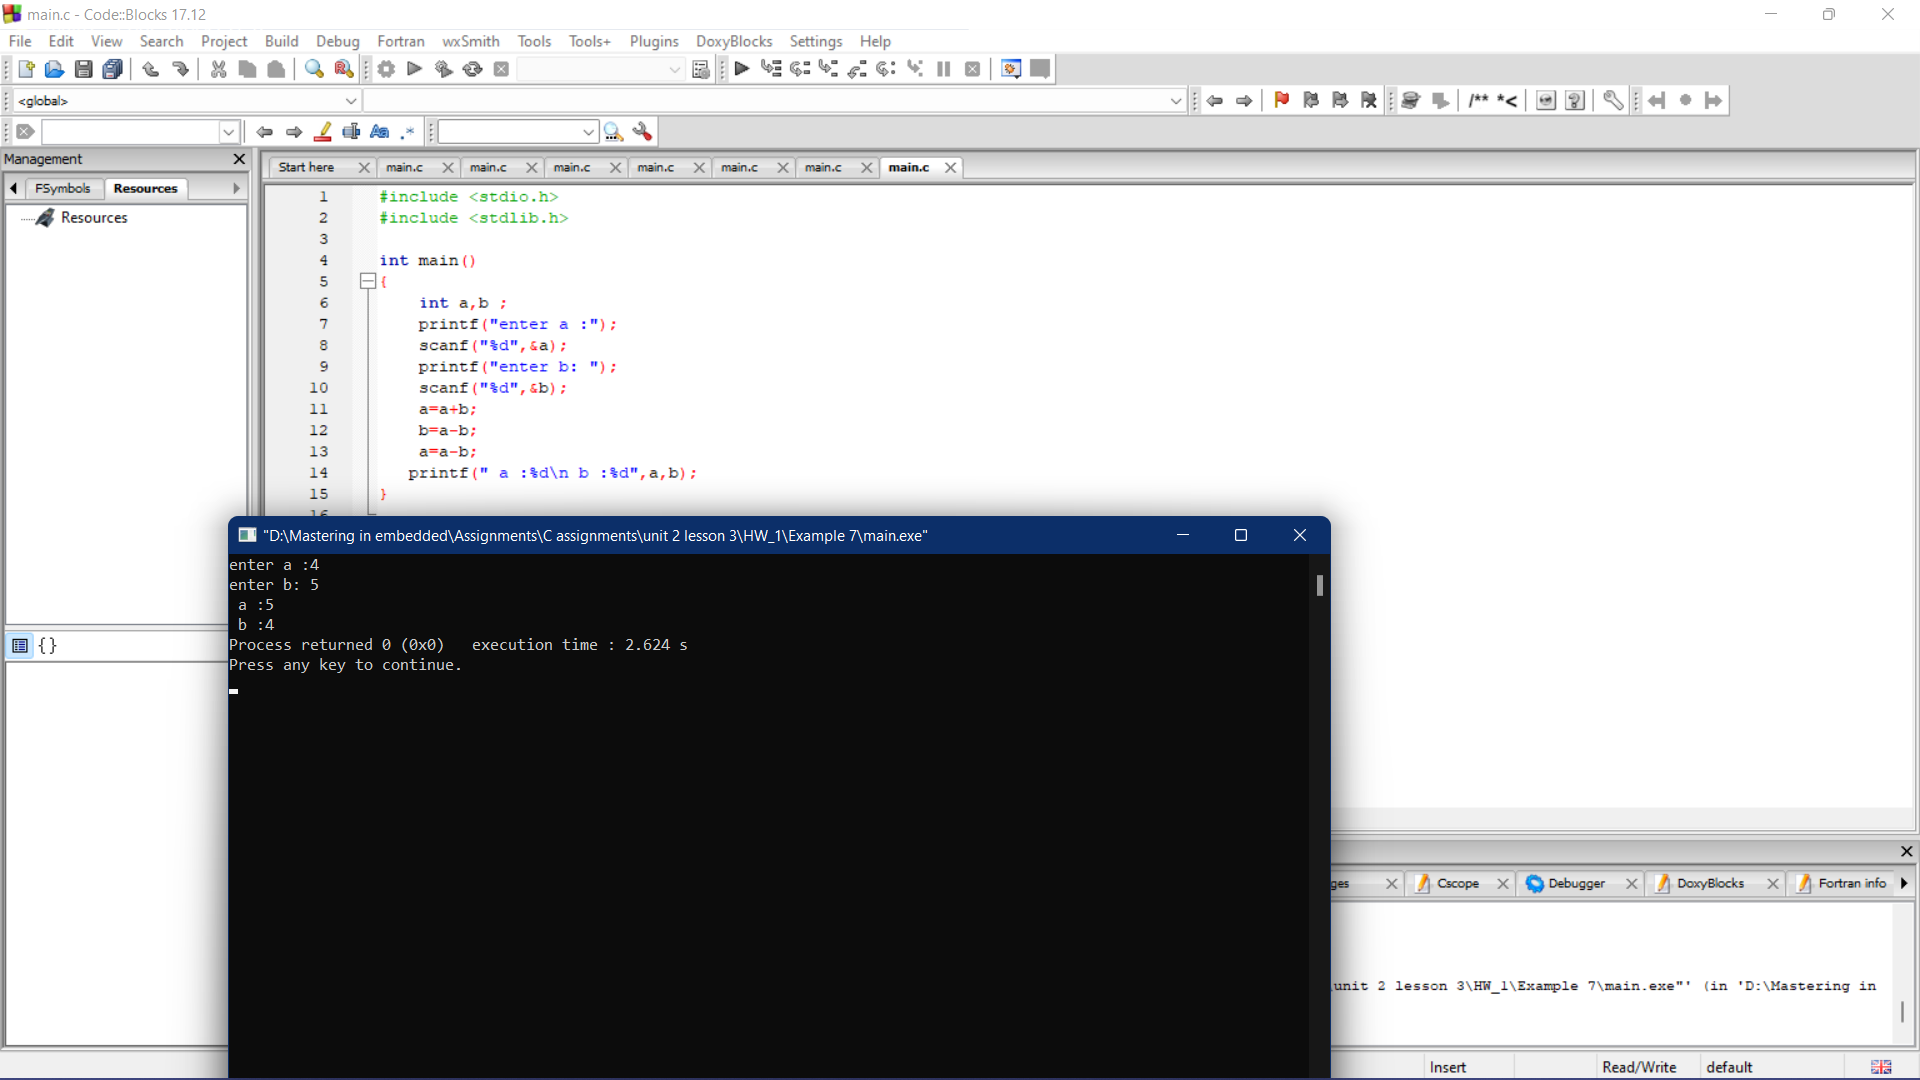 main.c - Code::Blocks 17.12
File Edit View Search Project Build Debug Fortran wxSmith Tools Tools+ Plugins DoxyBlocks Settings Help
<global>
/** *<
Management
FSymbols Resources
Resources
Start here main.c main.c main.c main.c main.c main.c main.c
1 #include <stdio.h>
2 #include <stdlib.h>
3
4 int main()
5 {
6 int a,b ;
7 printf("enter a :");
8 scanf("%d",&a);
9 printf("enter b: ");
10 scanf("%d",&b);
11 a=a+b;
12 b=a-b;
13 a=a-b;
14 printf(" a :%d\n b :%d",a,b);
15 }
"D:\Mastering in embedded\Assignments\C assignments\unit 2 lesson 3\HW_1\Example 7\main.exe"
enter a :4
enter b: 5
a :5
b :4
Process returned 0 (0x0) execution time : 2.624 s
Press any key to continue.
{}
ges Cscope Debugger DoxyBlocks Fortran info
unit 2 lesson 3\HW_1\Example 7\main.exe"' (in 'D:\Mastering in
Insert Read/Write default